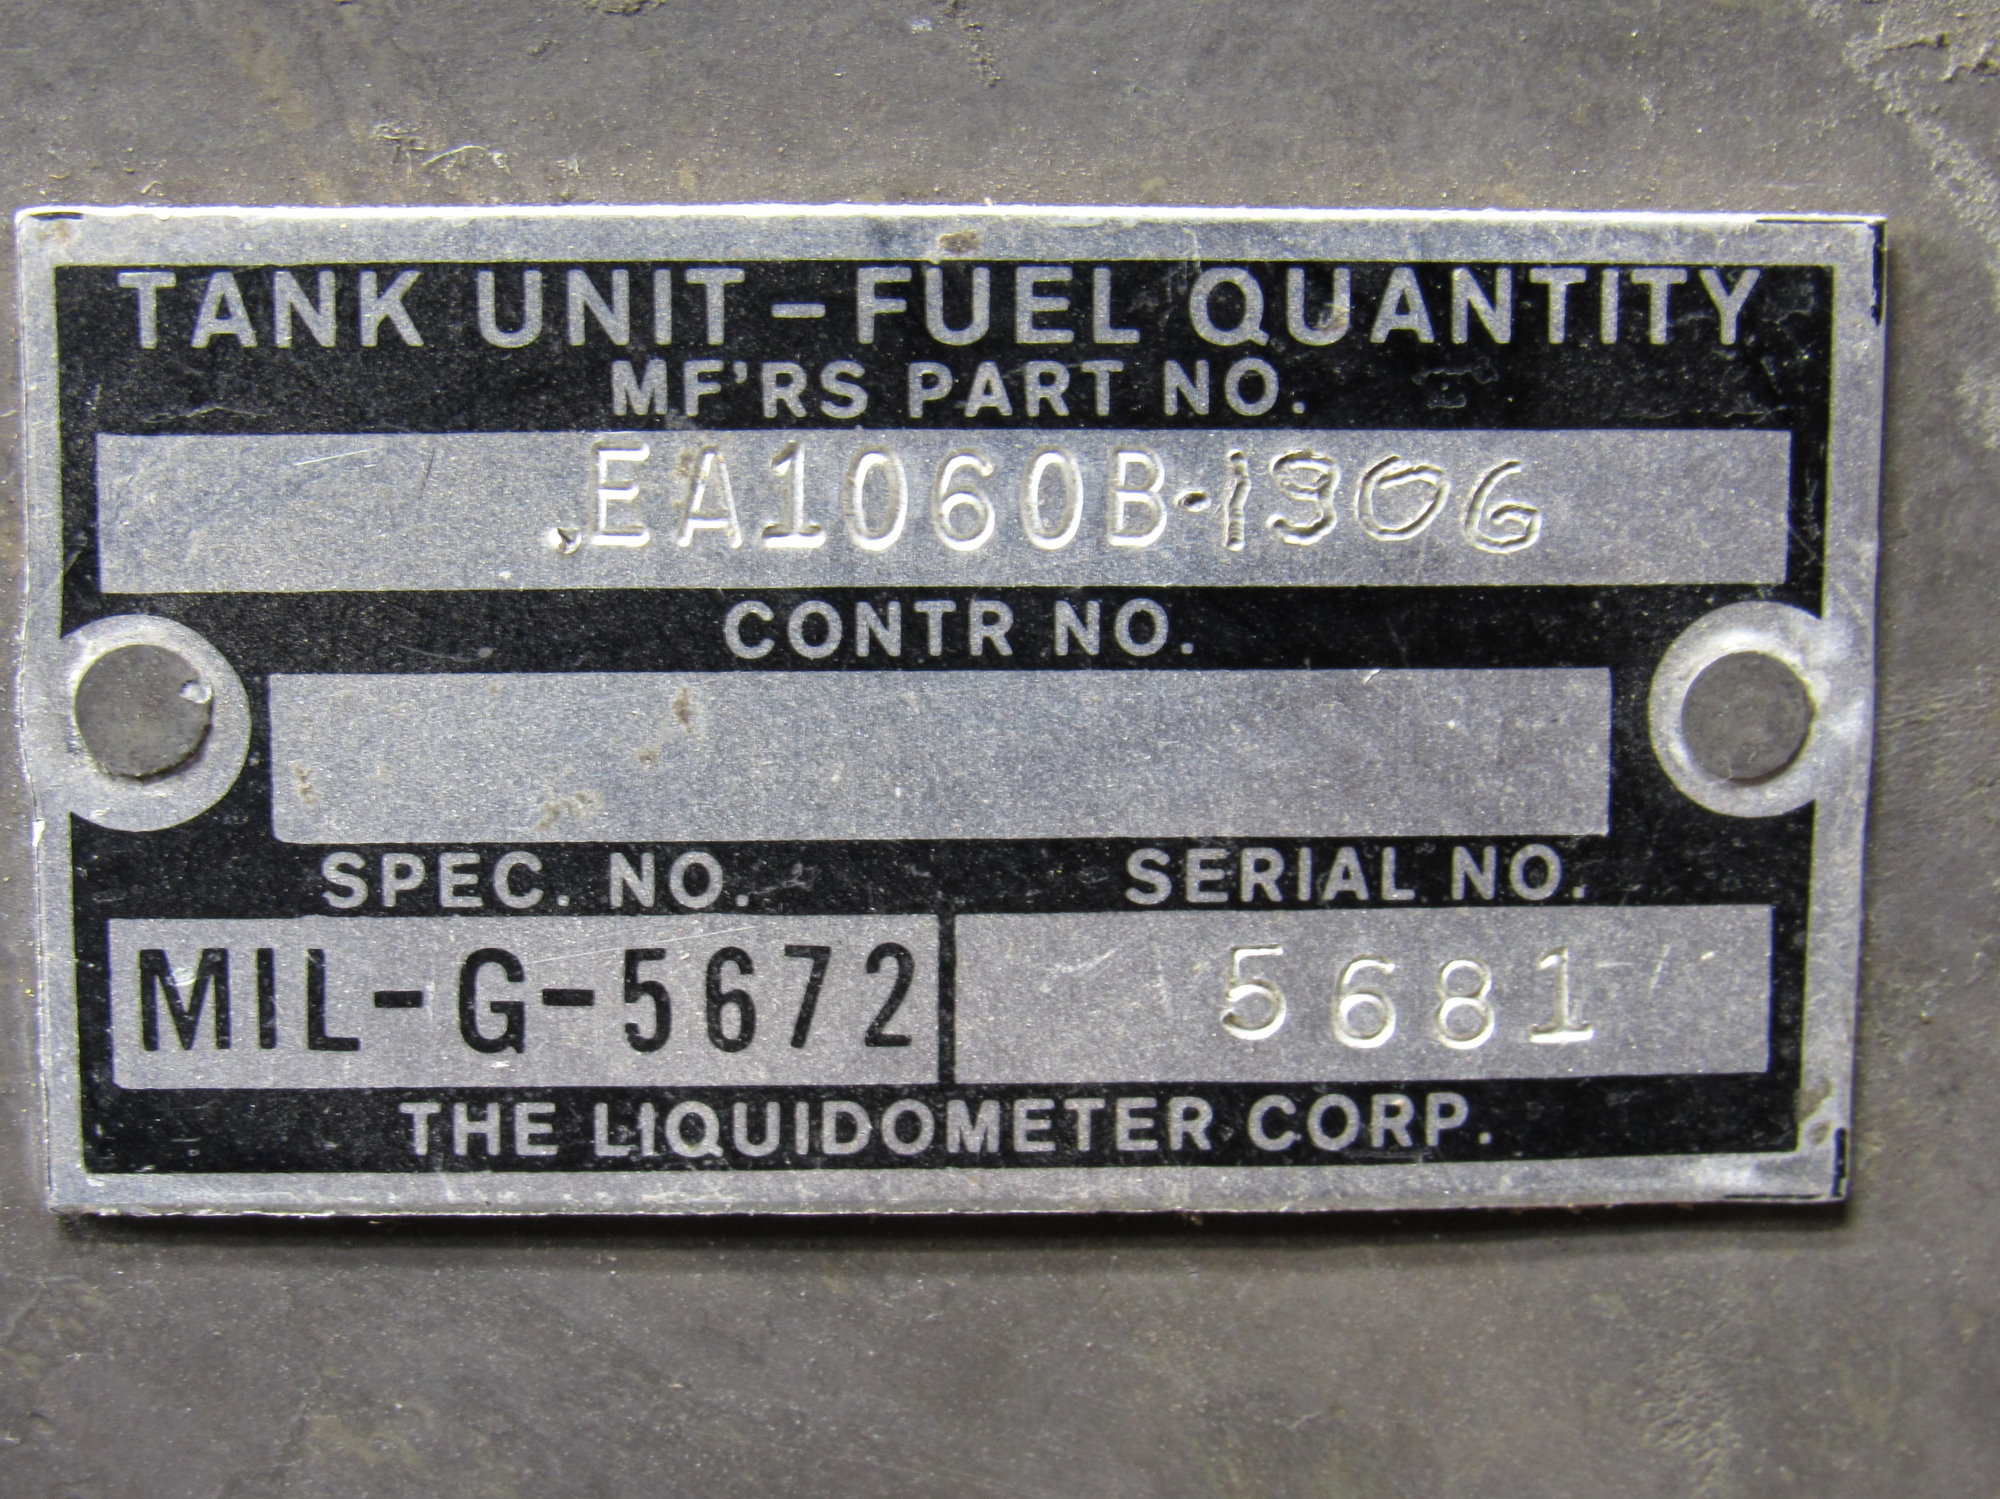 TANK UNIT-FUEL QUANTITY
MF'RS PART NO.
EA1060B-1306
CONTR NO.
SPEC. NO. SERIAL NO.
MIL-G-5672 5681
THE LIQUIDOMETER CORP.